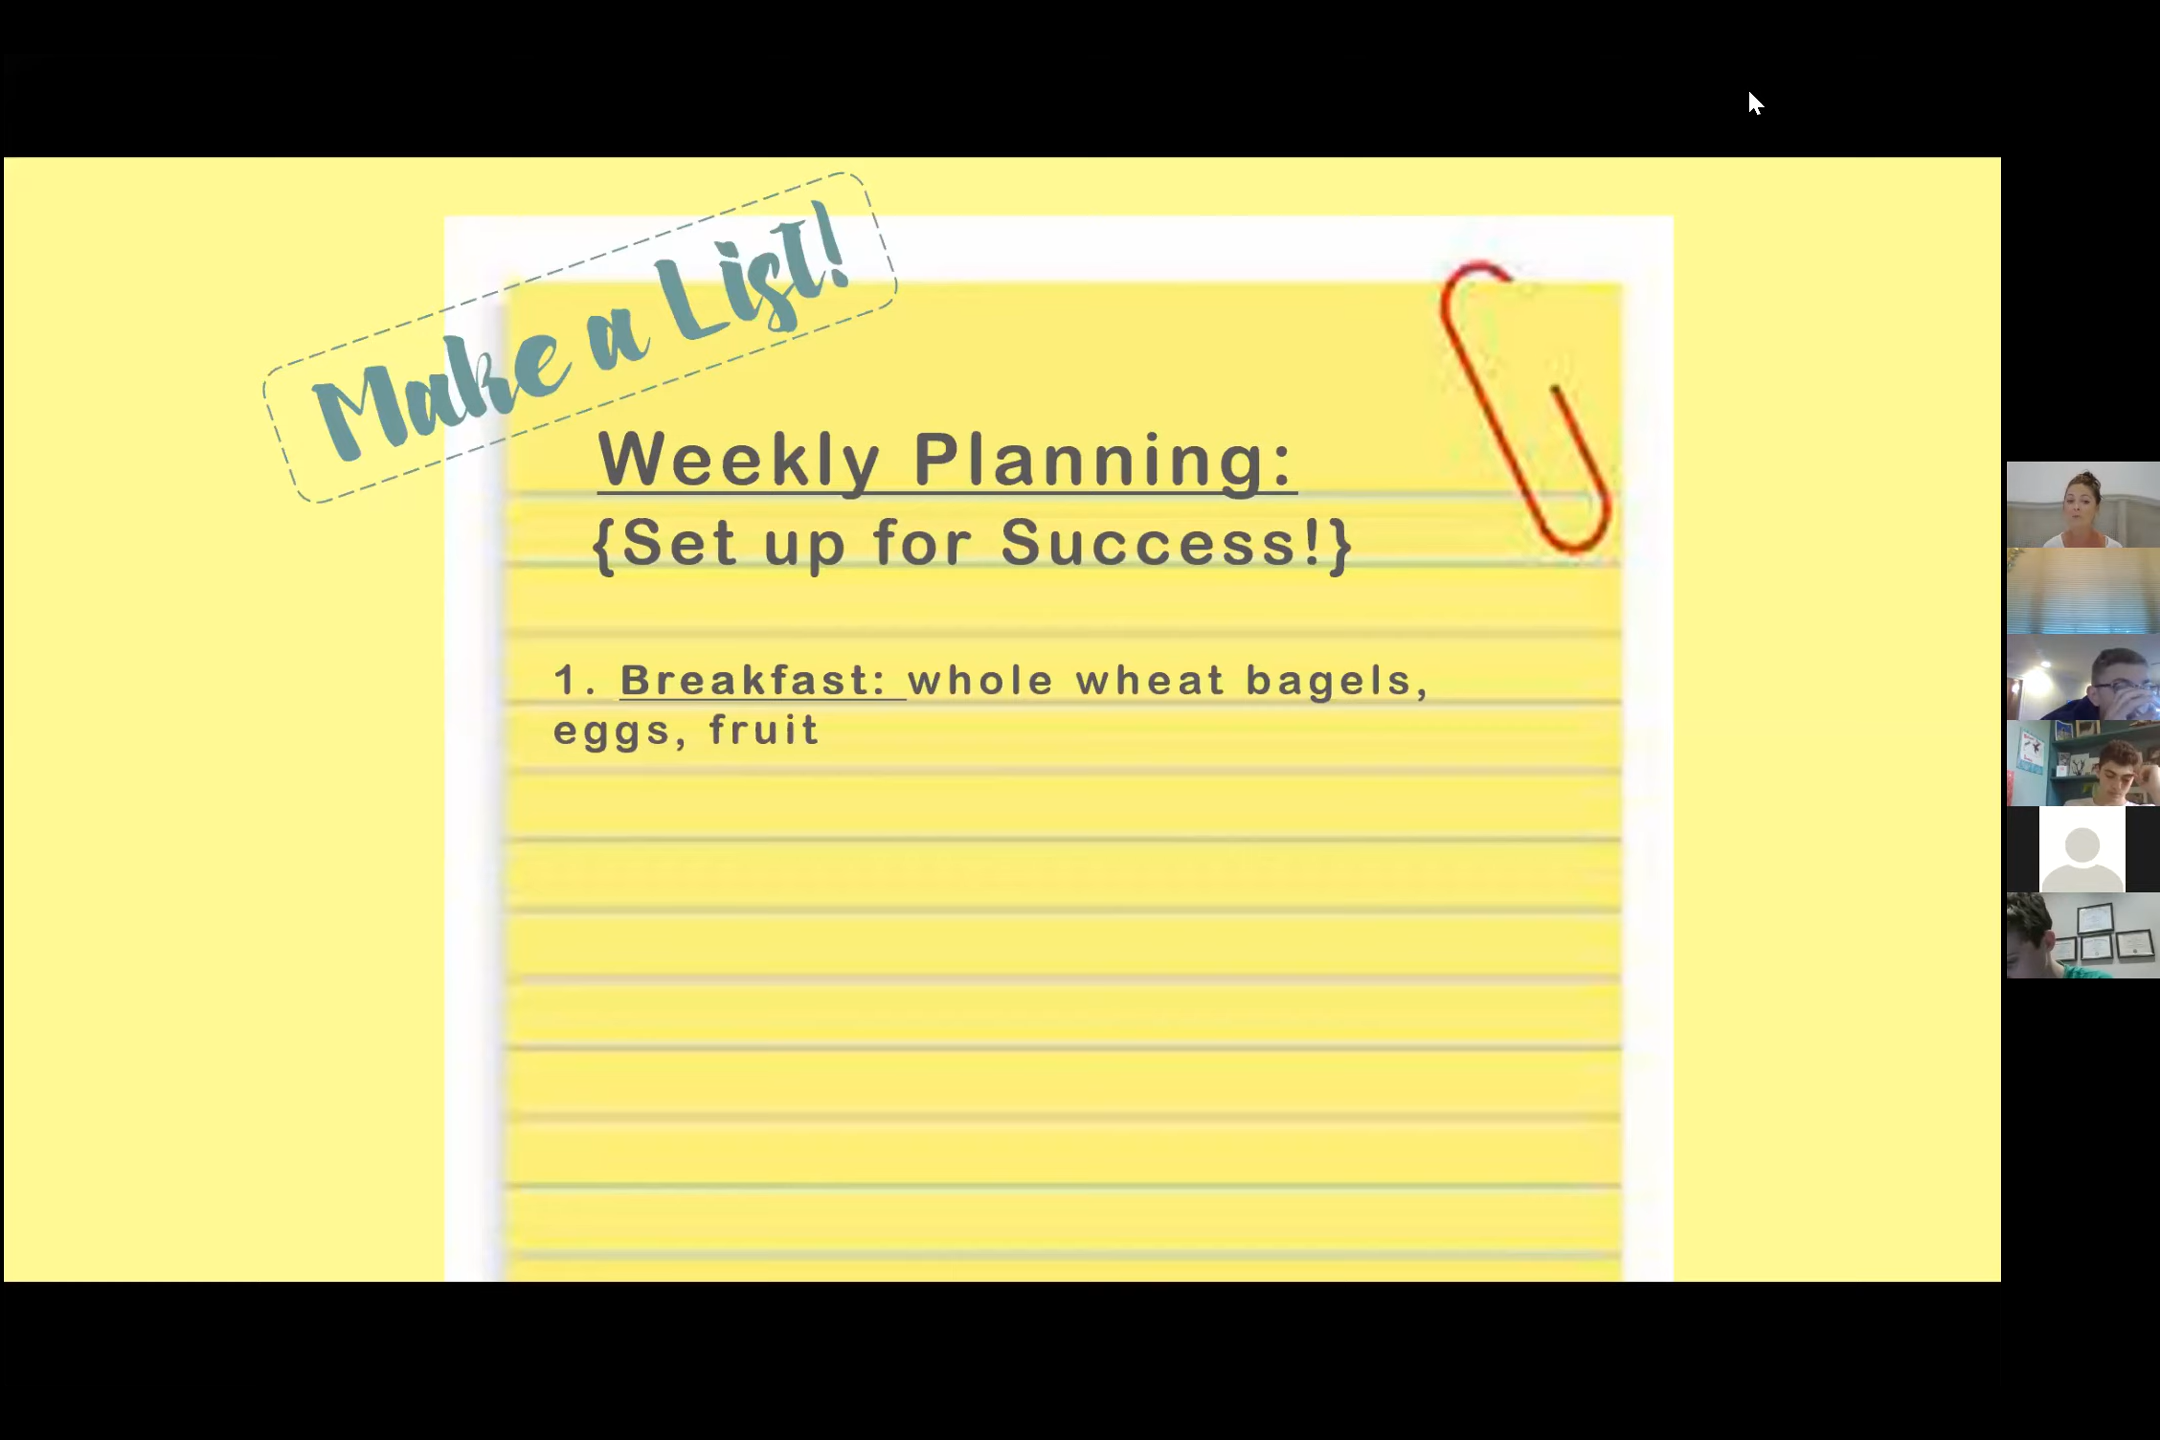 Make a List!
Weekly Planning:
{Set up for Success!}
1. Breakfast: whole wheat bagels,
eggs, fruit